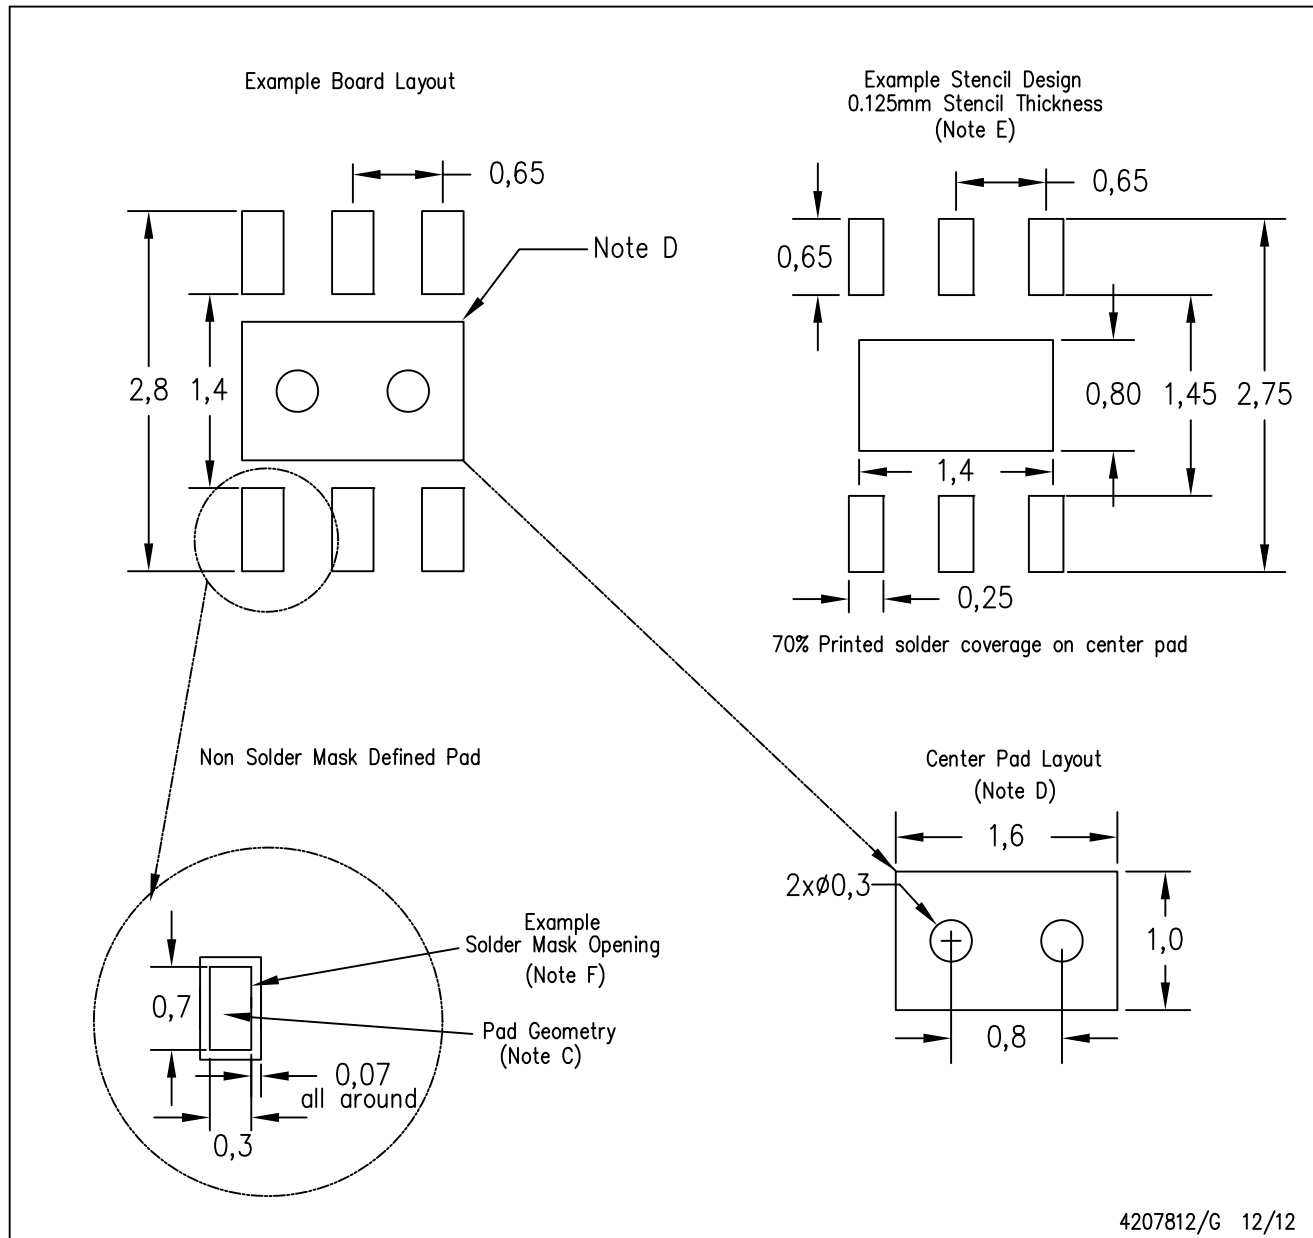 Example Board Layout
0,65
Note D
2,8
1,4
Example Stencil Design
0.125mm Stencil Thickness
(Note E)
0,65
0,65
0,80
1,45
2,75
1,4
0,25
70% Printed solder coverage on center pad
Non Solder Mask Defined Pad
Example
Solder Mask Opening
(Note F)
0,7
Pad Geometry
(Note C)
0,07
all around
0,3
Center Pad Layout
(Note D)
1,6
2xø0,3
1,0
0,8
4207812/G 12/12